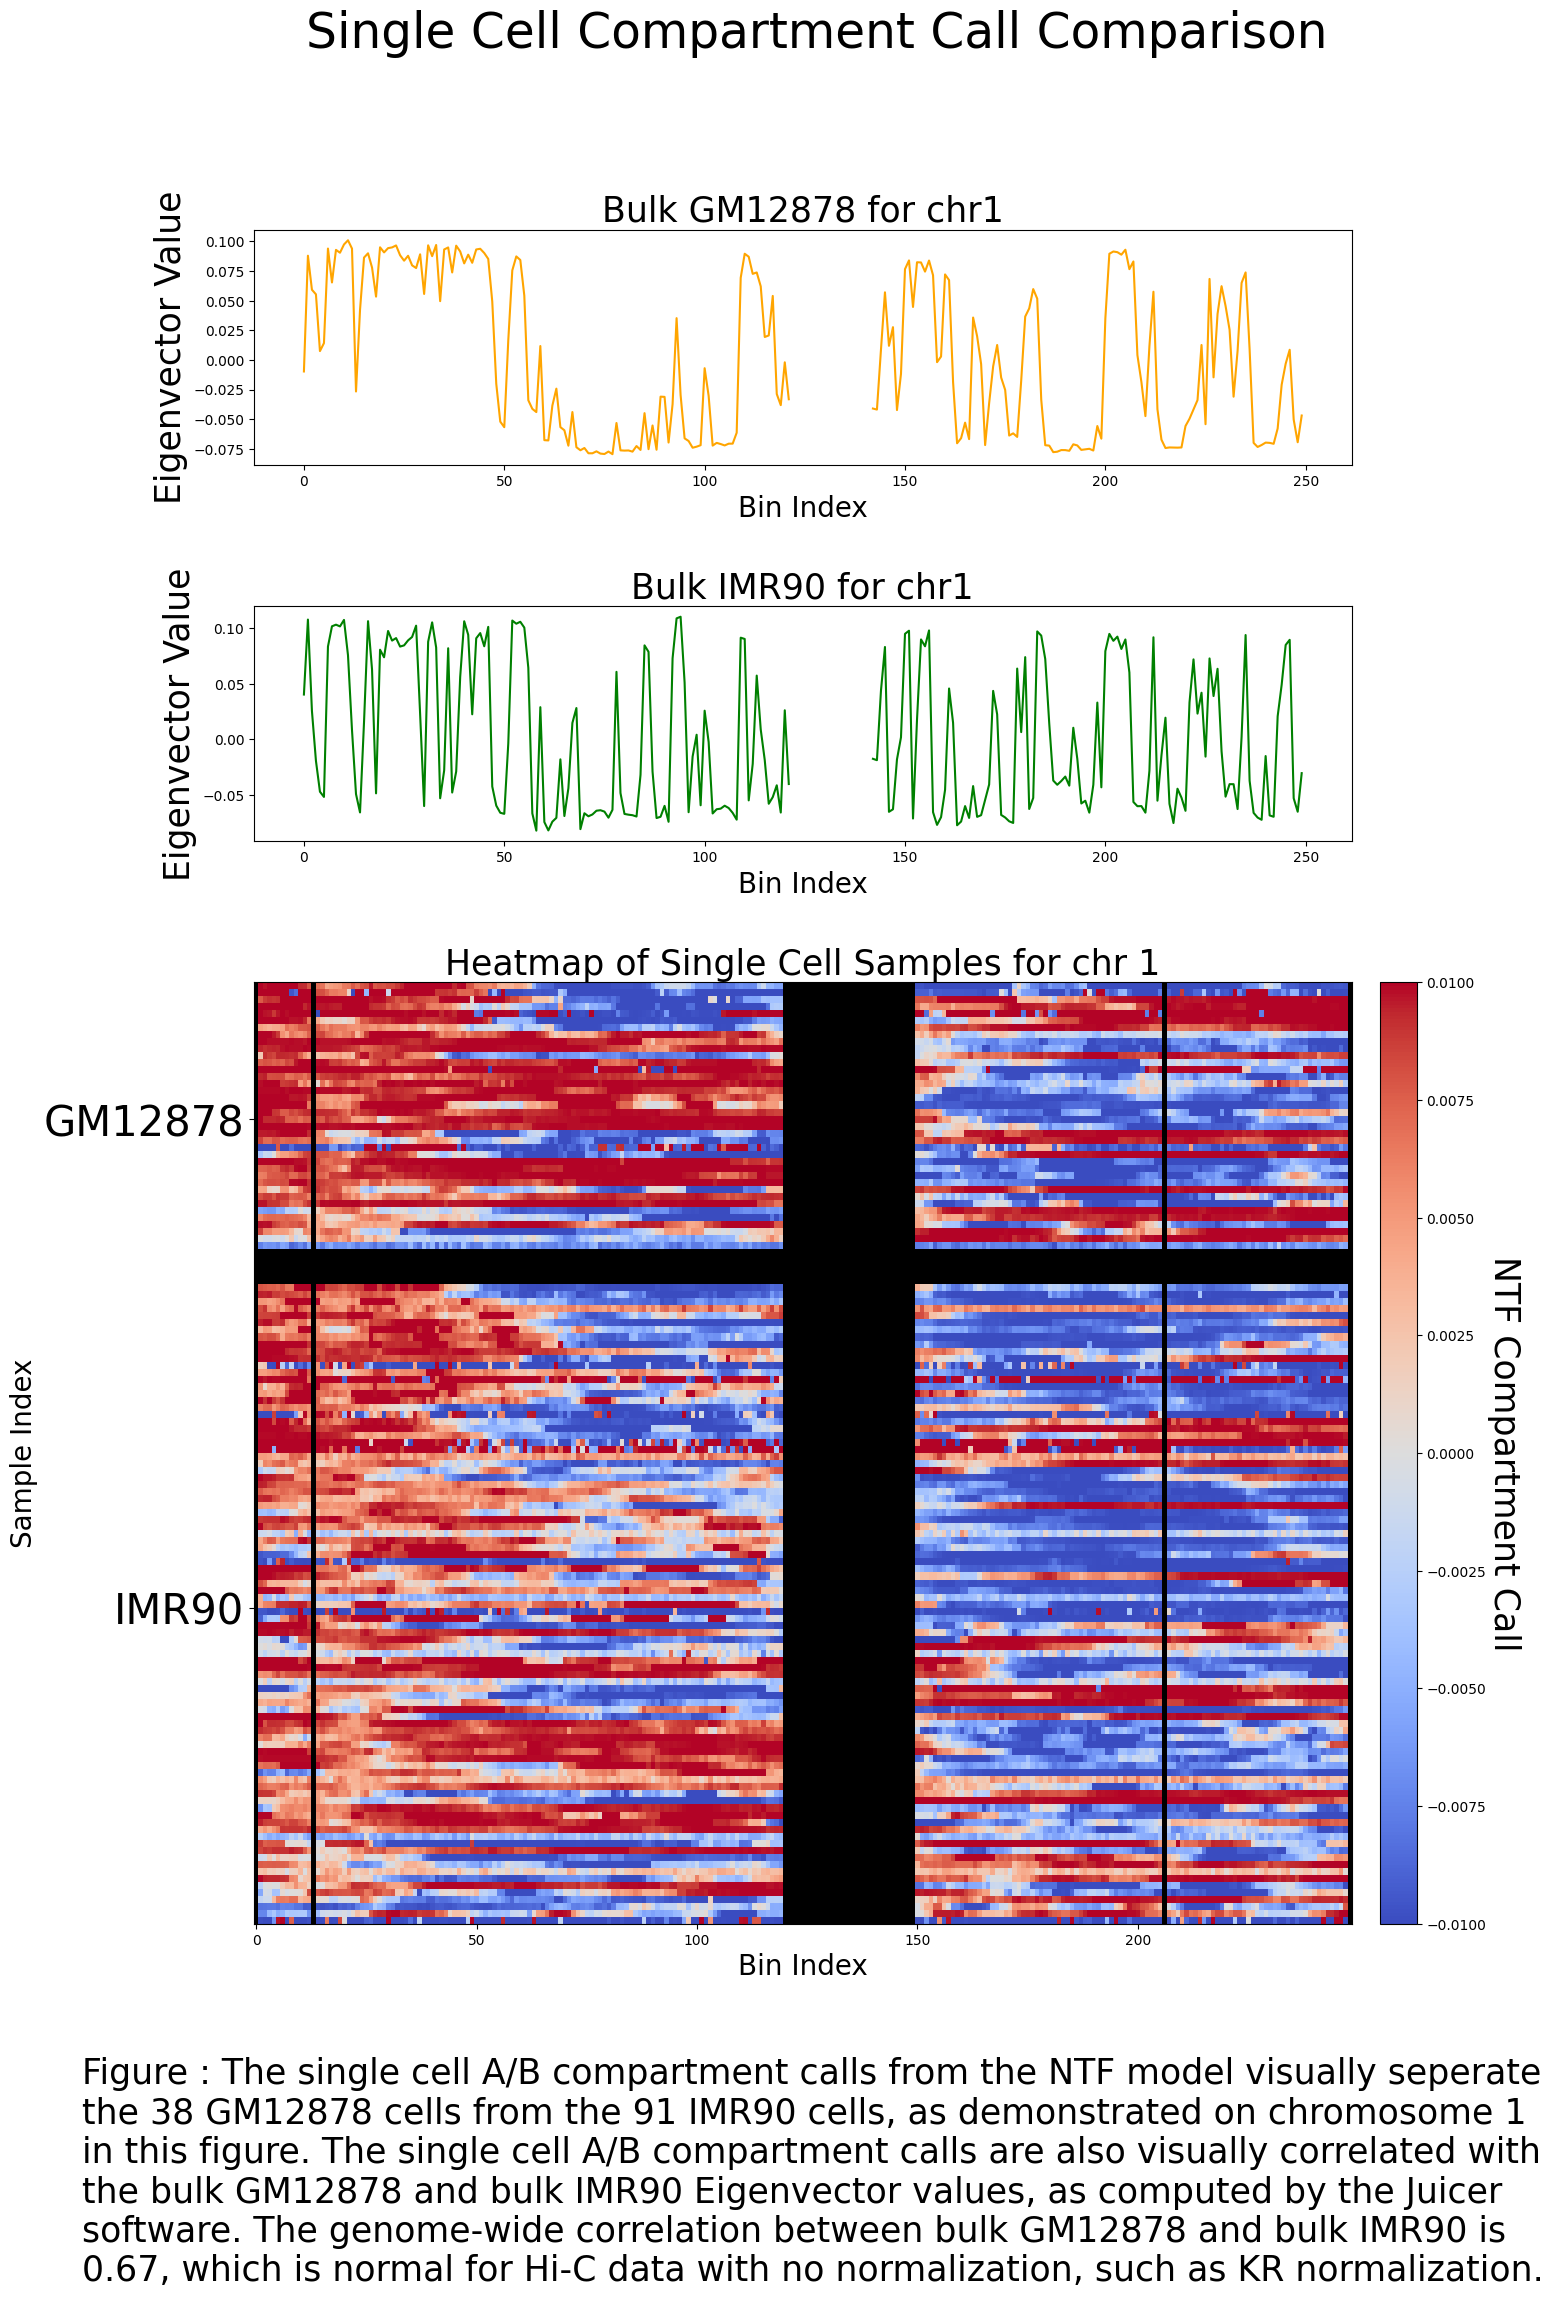 Single Cell Compartment Call Comparison
Bulk GM12878 for chr1
Eigenvector Value
0.100
0.075
0.050
0.025
0.000
−0.025
−0.050
−0.075
0
50
100
150
200
250
Bin Index
Bulk IMR90 for chr1
Eigenvector Value
0.10
0.05
0.00
−0.05
0
50
100
150
200
250
Bin Index
Heatmap of Single Cell Samples for chr 1
Sample Index
GM12878
IMR90
0
50
100
150
200
Bin Index
0.0100
0.0075
0.0050
0.0025
0.0000
−0.0025
−0.0050
−0.0075
−0.0100
NTF Compartment Call
Figure : The single cell A/B compartment calls from the NTF model visually seperate
the 38 GM12878 cells from the 91 IMR90 cells, as demonstrated on chromosome 1
in this figure. The single cell A/B compartment calls are also visually correlated with
the bulk GM12878 and bulk IMR90 Eigenvector values, as computed by the Juicer
software. The genome-wide correlation between bulk GM12878 and bulk IMR90 is
0.67, which is normal for Hi-C data with no normalization, such as KR normalization.